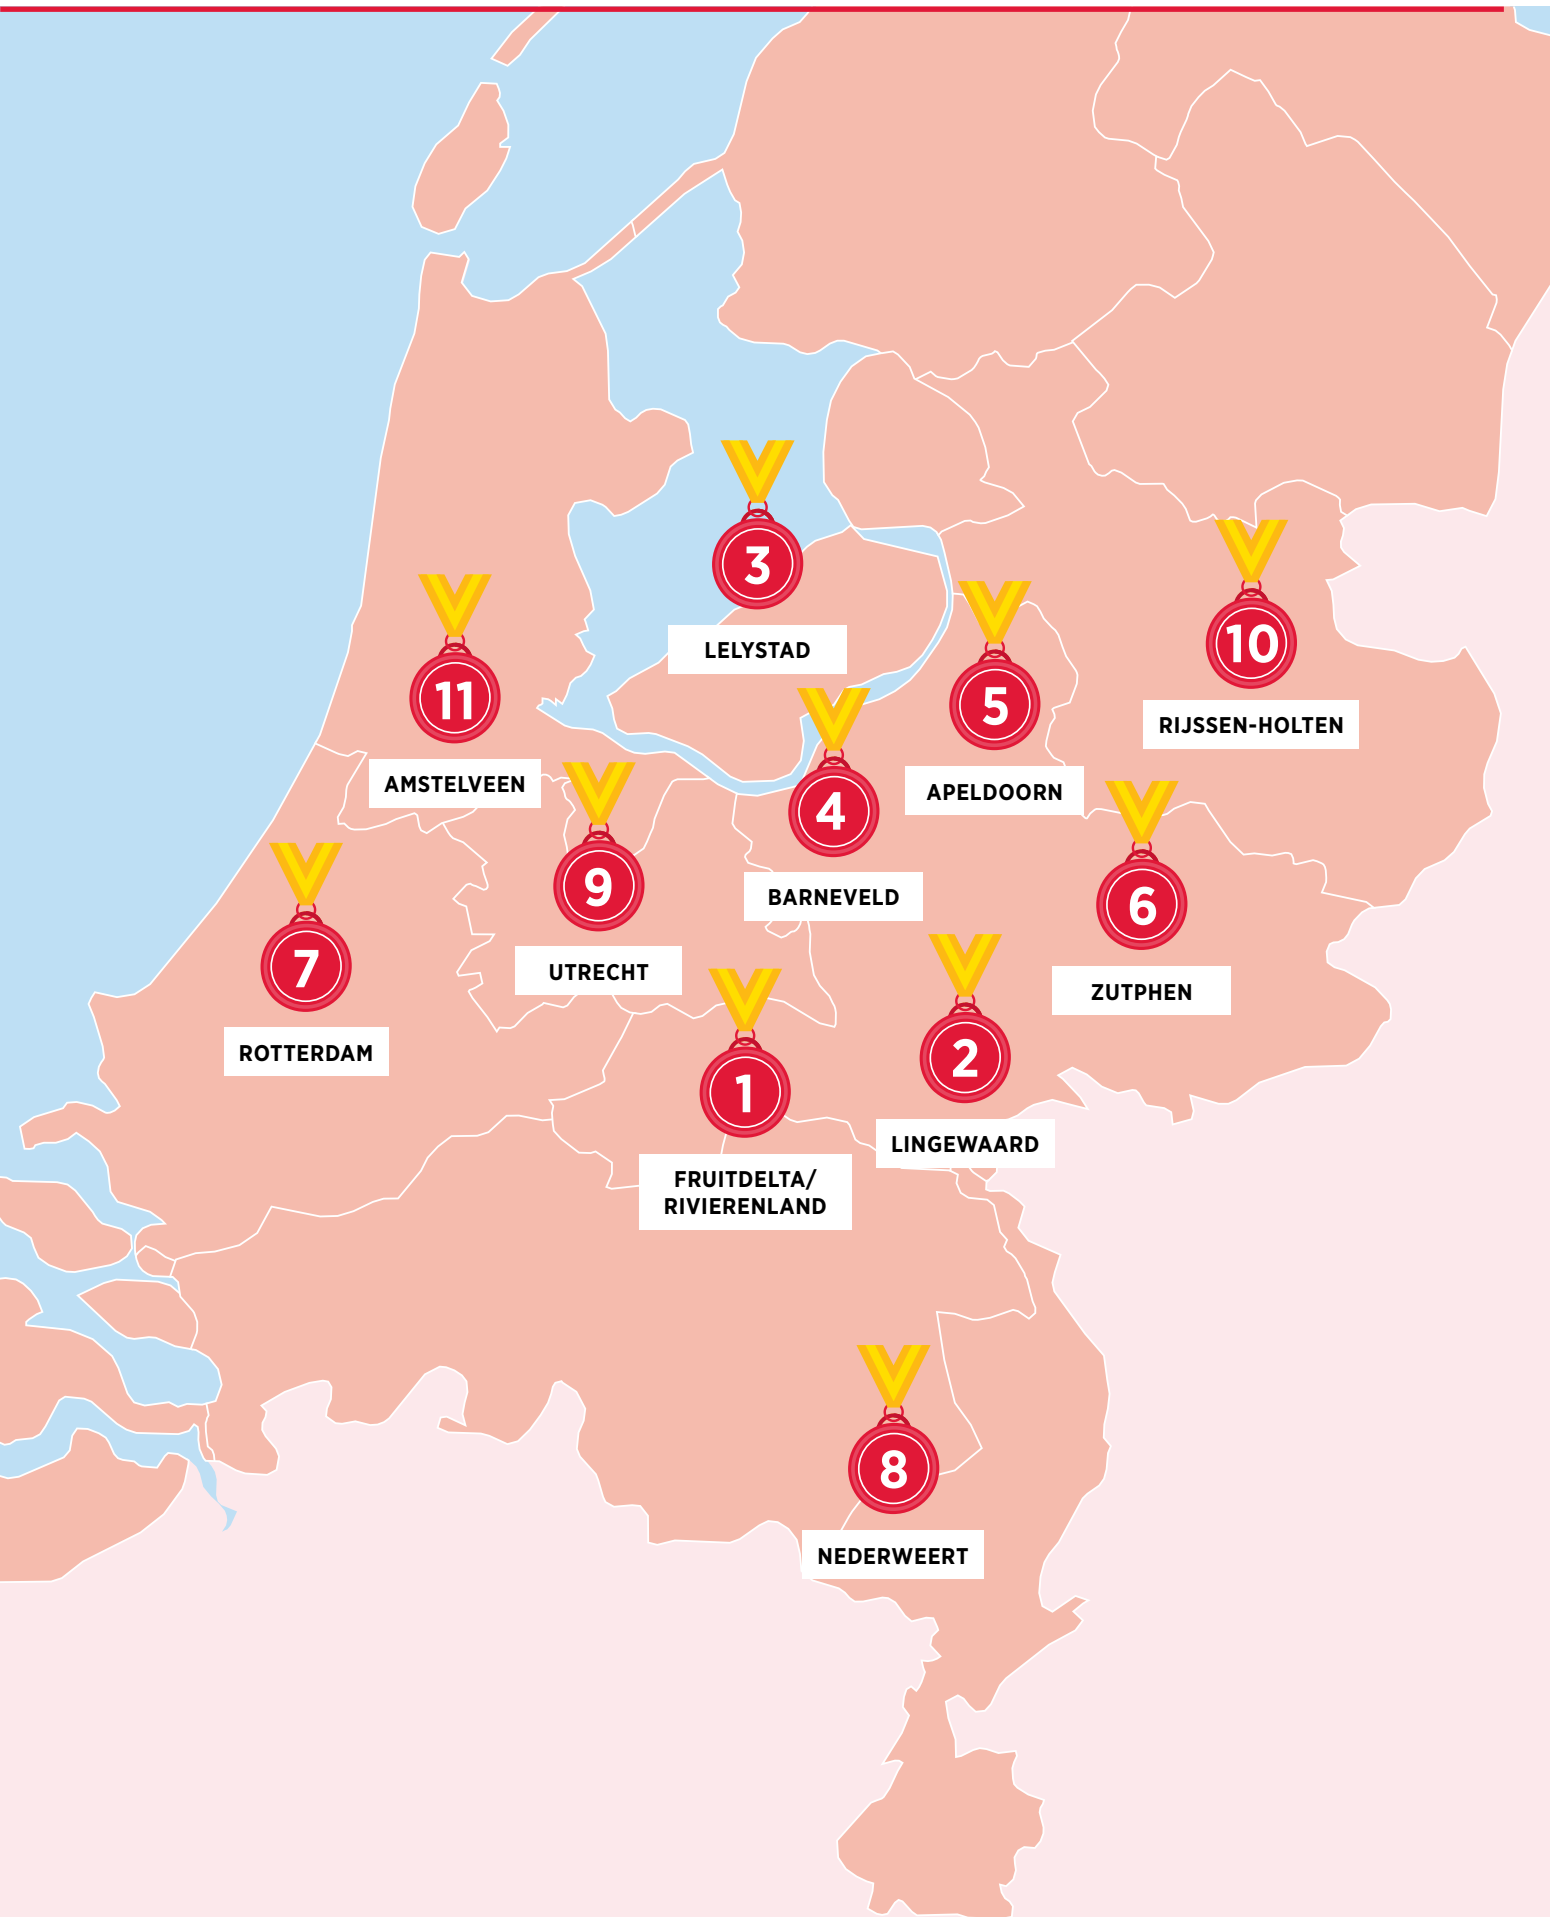 3
LELYSTAD
10
RIJSSEN-HOLTEN
11
AMSTELVEEN
5
APELDOORN
4
BARNEVELD
9
UTRECHT
6
ZUTPHEN
7
ROTTERDAM
2
LINGEWAARD
1
FRUITDELTA/
RIVIERENLAND
8
NEDERWEERT